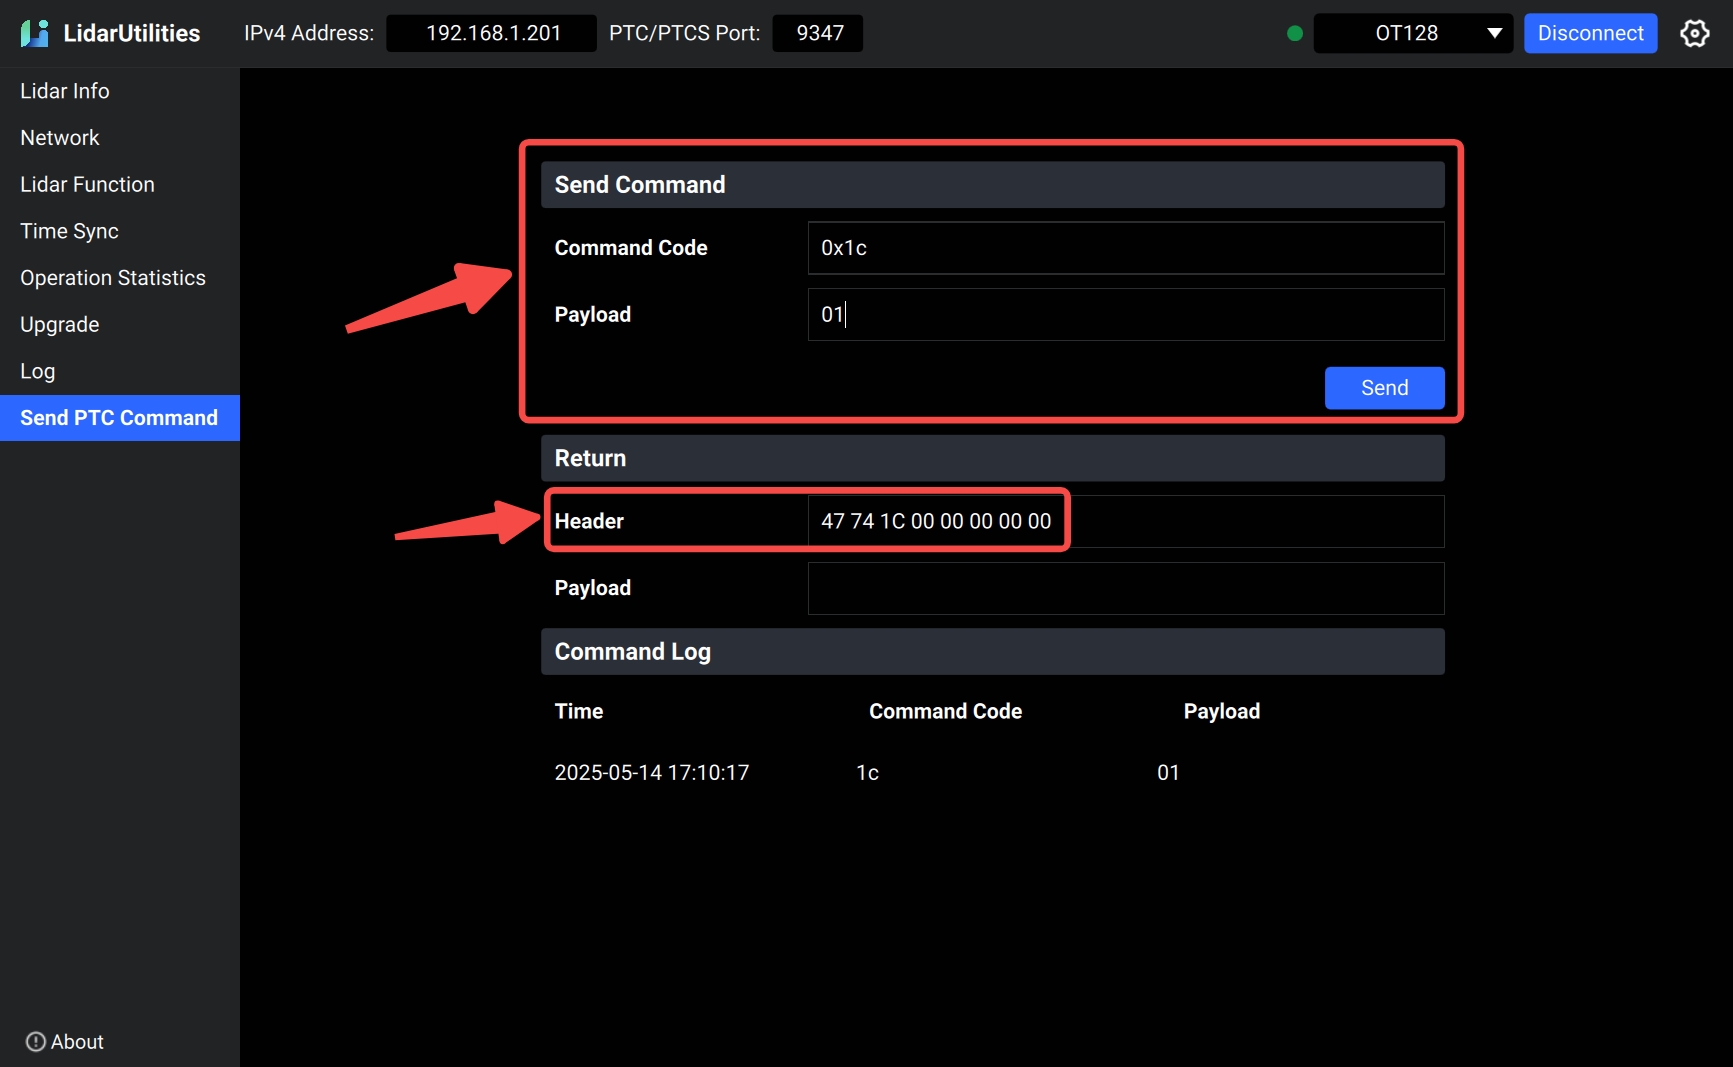 LidarUtilities IPv4 Address: 192.168.1.201 PTC/PTCS Port: 9347 OT128 Disconnect
Lidar Info
Network
Lidar Function
Time Sync
Operation Statistics
Upgrade
Log
Send PTC Command
About
Send Command
Command Code 0x1c
Payload 01
Send
Return
Header 47 74 1C 00 00 00 00 00
Payload
Command Log
Time Command Code Payload
2025-05-14 17:10:17 1c 01